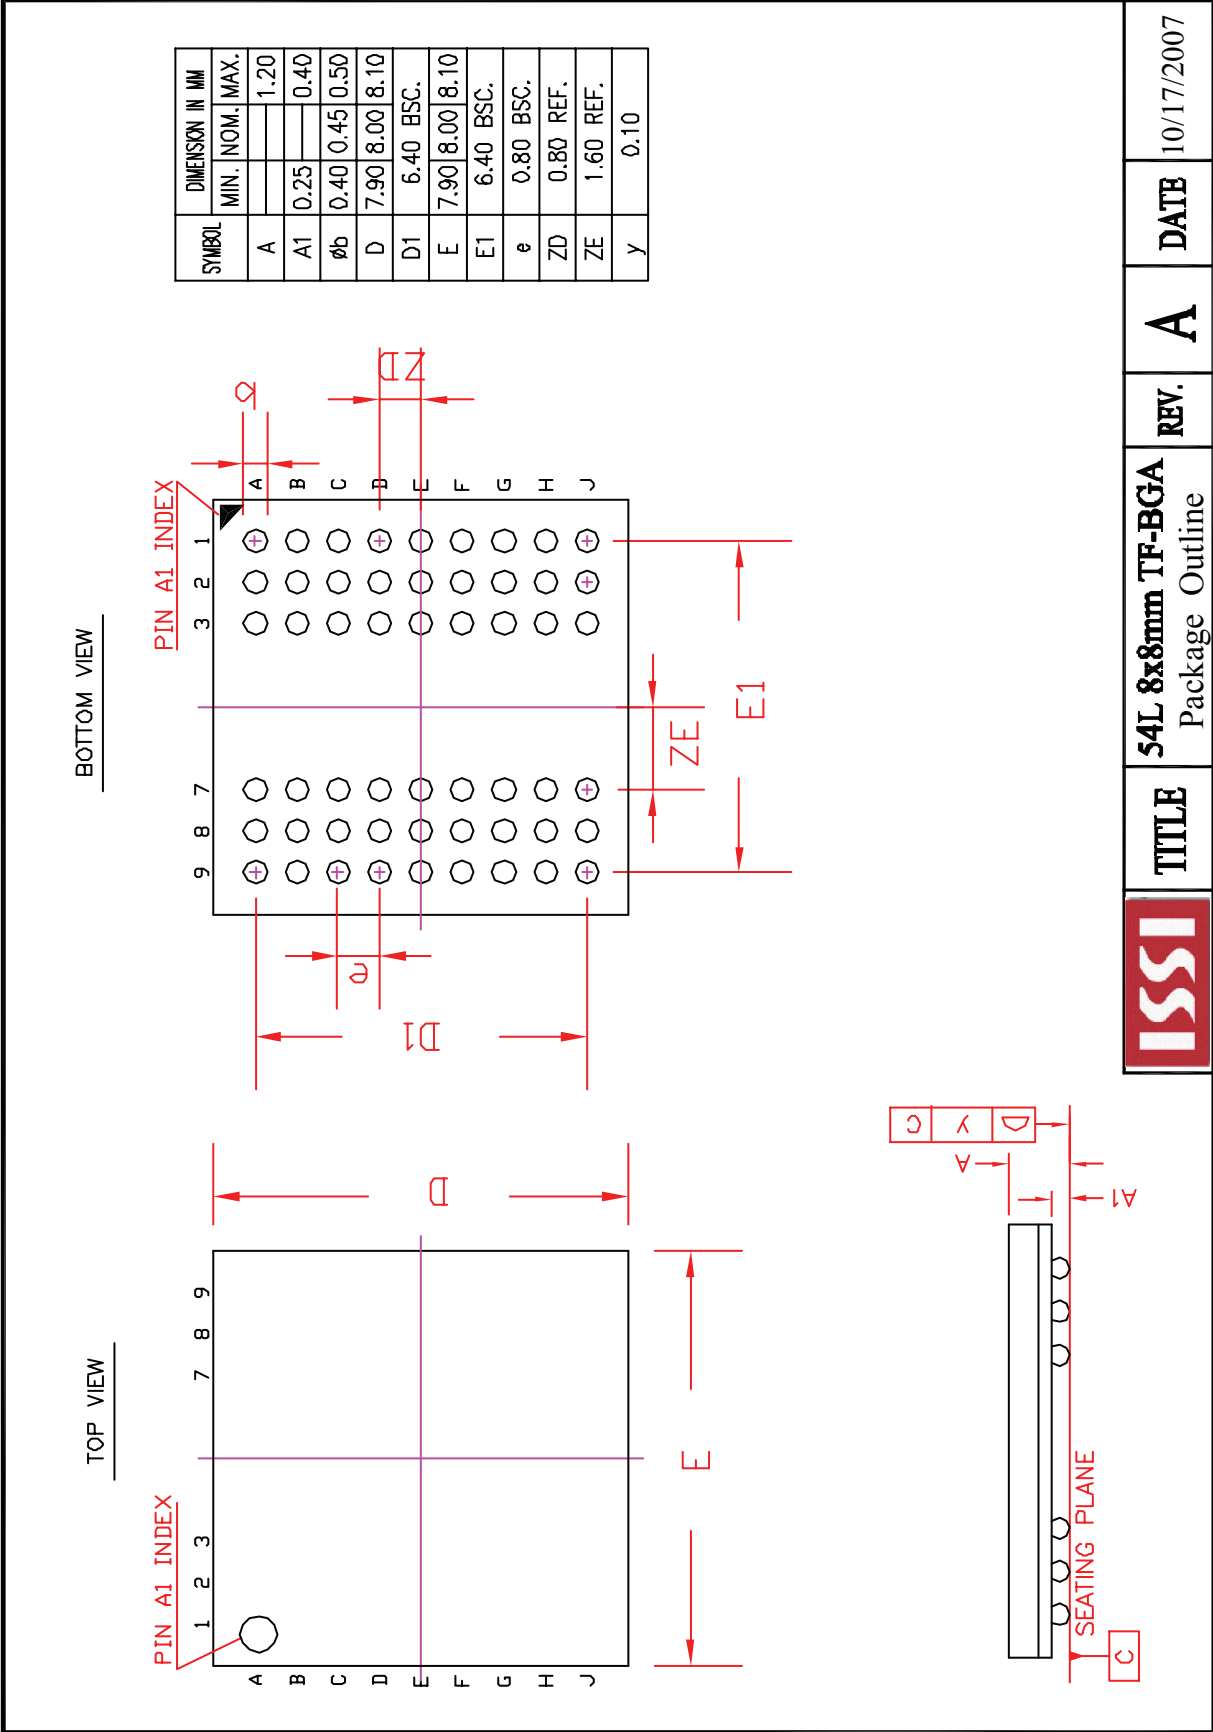 TOP VIEW
BOTTOM VIEW
PIN A1 INDEX
1 2 3 7 8 9
A
B
C
D
E
F
G
H
J
D
E
PIN A1 INDEX
9 8 7 3 2 1
A
B
C
D
E
F
G
H
J
b
ZD
e
D1
ZE
E1
SYMBOL DIMENSION IN MM
MIN. NOM. MAX.
A 1.20
A1 0.25 0.40
øb 0.40 0.45 0.50
D 7.90 8.00 8.10
D1 6.40 BSC.
E 7.90 8.00 8.10
E1 6.40 BSC.
e 0.80 BSC.
ZD 0.80 REF.
ZE 1.60 REF.
y 0.10
C y
A
A1
SEATING PLANE
C
ISSI
TITLE
54L 8x8mm TF-BGA
Package Outline
REV.
A
DATE
10/17/2007